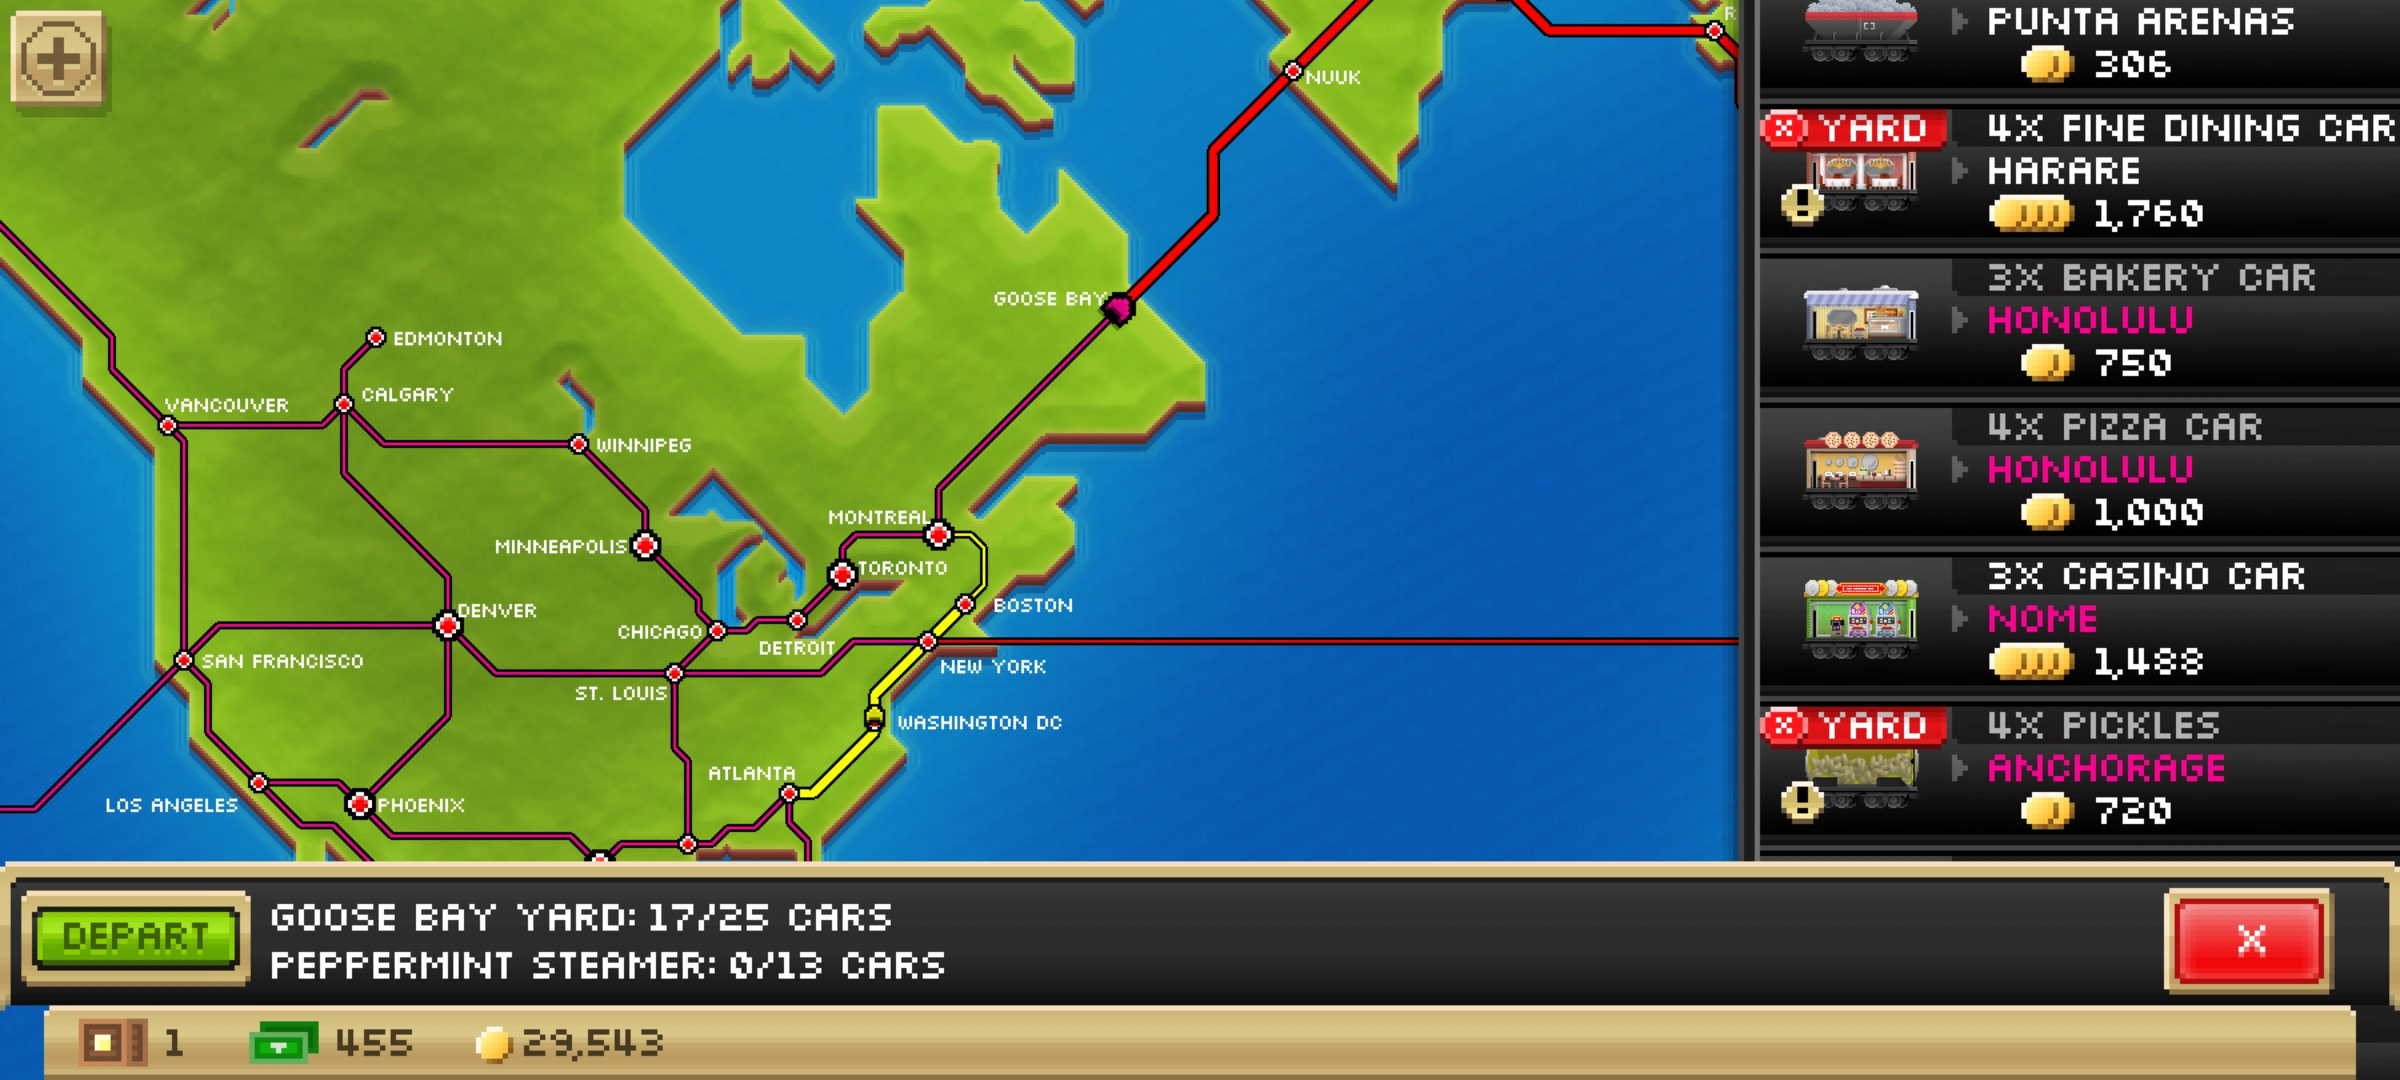 R
PUNTA ARENAS
306
NUUK
YARD
4X FINE DINING CAR
HARARE
1,760
3X BAKERY CAR
HONOLULU
750
GOOSE BAY
EDMONTON
CALGARY
VANCOUVER
WINNIPEG
4X PIZZA CAR
HONOLULU
1,000
MONTREAL
MINNEAPOLIS
TORONTO
DENVER
BOSTON
CHICAGO
DETROIT
SAN FRANCISCO
NEW YORK
ST. LOUIS
WASHINGTON DC
3X CASINO CAR
NOME
1,488
ATLANTA
LOS ANGELES
PHOENIX
YARD
4X PICKLES
ANCHORAGE
720
DEPART
GOOSE BAY YARD: 17/25 CARS
PEPPERMINT STEAMER: 0/13 CARS
X
1
455
29,543